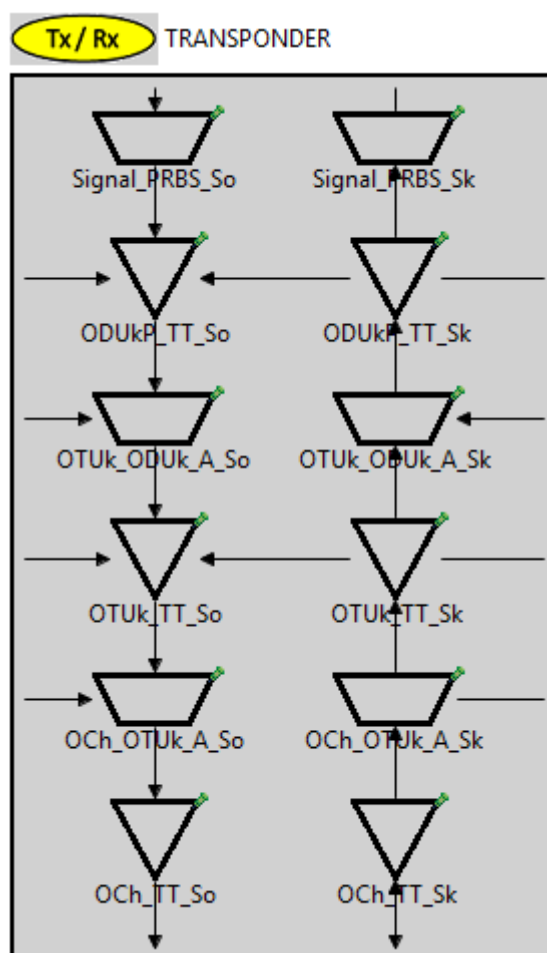 Tx / Rx TRANSPONDER
Signal_PRBS_So Signal_PRBS_Sk
ODUkP_TT_So ODUkP_TT_Sk
OTUk_ODUk_A_So OTUk_ODUk_A_Sk
OTUk_TT_So OTUk_TT_Sk
OCh_OTUk_A_So OCh_OTUk_A_Sk
OCh_TT_So OCh_TT_Sk